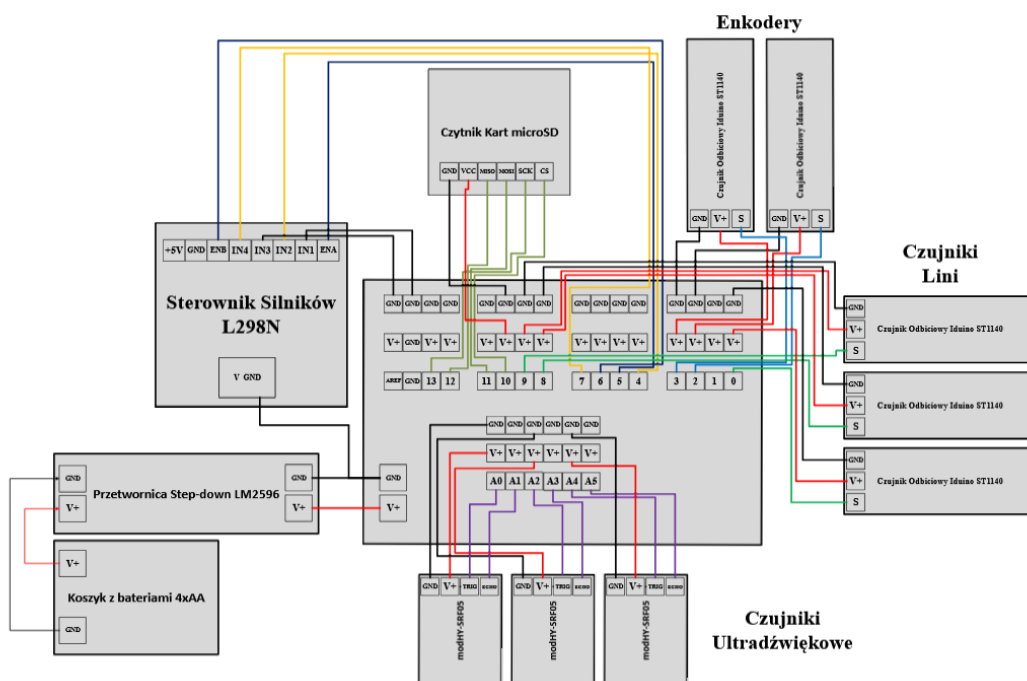 Enkodery
Czujnik Odbiciowy Iduino ST1140
GND V+ S
Czujnik Odbiciowy Iduino ST1140
GND V+ S
Czytnik Kart microSD
GND VCC MISO MOSI SCK CS
+5V GND ENB IN4 IN3 IN2 IN1 ENA
Sterownik Silników
L298N
V GND
Czujniki
Lini
GND
V+
S
Czujnik Odbiciowy Iduino ST1140
GND
V+
S
Czujnik Odbiciowy Iduino ST1140
GND
V+
S
Czujnik Odbiciowy Iduino ST1140
GND GND GND GND GND GND GND GND GND GND GND GND GND GND GND GND
V+ GND V+ V+ V+ V+ V+ V+ V+ V+ V+ V+ V+ V+ V+ V+
AREF GND 13 12 11 10 9 8 7 6 5 4 3 2 1 0
GND GND GND GND GND GND
V+ V+ V+ V+ V+ V+
A0 A1 A2 A3 A4 A5
GND
V+
GND
V+
Przetwornica Step-down LM2596
GND
V+
V+
Koszyk z bateriami 4xAA
GND
GND V+ TRIG ECHO
modHY-SRF05
GND V+ TRIG ECHO
modHY-SRF05
GND V+ TRIG ECHO
modHY-SRF05
Czujniki
Ultradźwiękowe